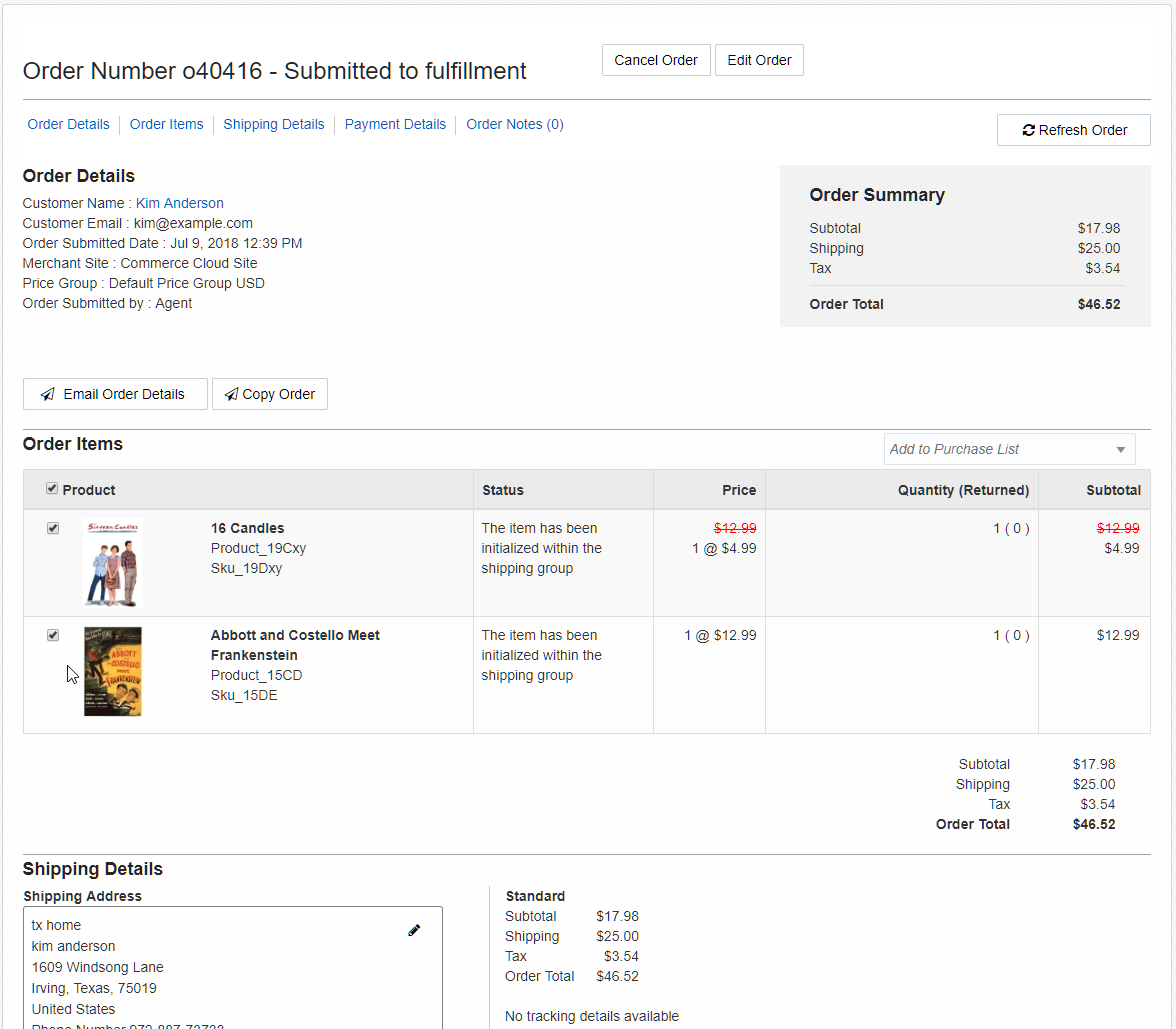 Order Number o40416 - Submitted to fulfillment
Cancel Order
Edit Order
Order Details
Order Items
Shipping Details
Payment Details
Order Notes (0)
Refresh Order
Order Details
Customer Name : Kim Anderson
Customer Email : kim@example.com
Order Submitted Date : Jul 9, 2018 12:39 PM
Merchant Site : Commerce Cloud Site
Price Group : Default Price Group USD
Order Submitted by : Agent
Order Summary
Subtotal $17.98
Shipping $25.00
Tax $3.54
Order Total $46.52
Email Order Details
Copy Order
Order Items
Add to Purchase List
Product Status Price Quantity (Returned) Subtotal
Sixteen Candles
16 Candles
Product_19Cxy
Sku_19Dxy
The item has been
initialized within the
shipping group
$12.99
1 @ $4.99
1 ( 0 )
$12.99
$4.99
ABBOTT
COSTELLO
FRANKENSTEIN
Abbott and Costello Meet
Frankenstein
Product_15CD
Sku_15DE
The item has been
initialized within the
shipping group
1 @ $12.99
1 ( 0 )
$12.99
Subtotal $17.98
Shipping $25.00
Tax $3.54
Order Total $46.52
Shipping Details
Shipping Address
tx home
kim anderson
1609 Windsong Lane
Irving, Texas, 75019
United States
Phone Number 972-887-73732
Standard
Subtotal $17.98
Shipping $25.00
Tax $3.54
Order Total $46.52
No tracking details available